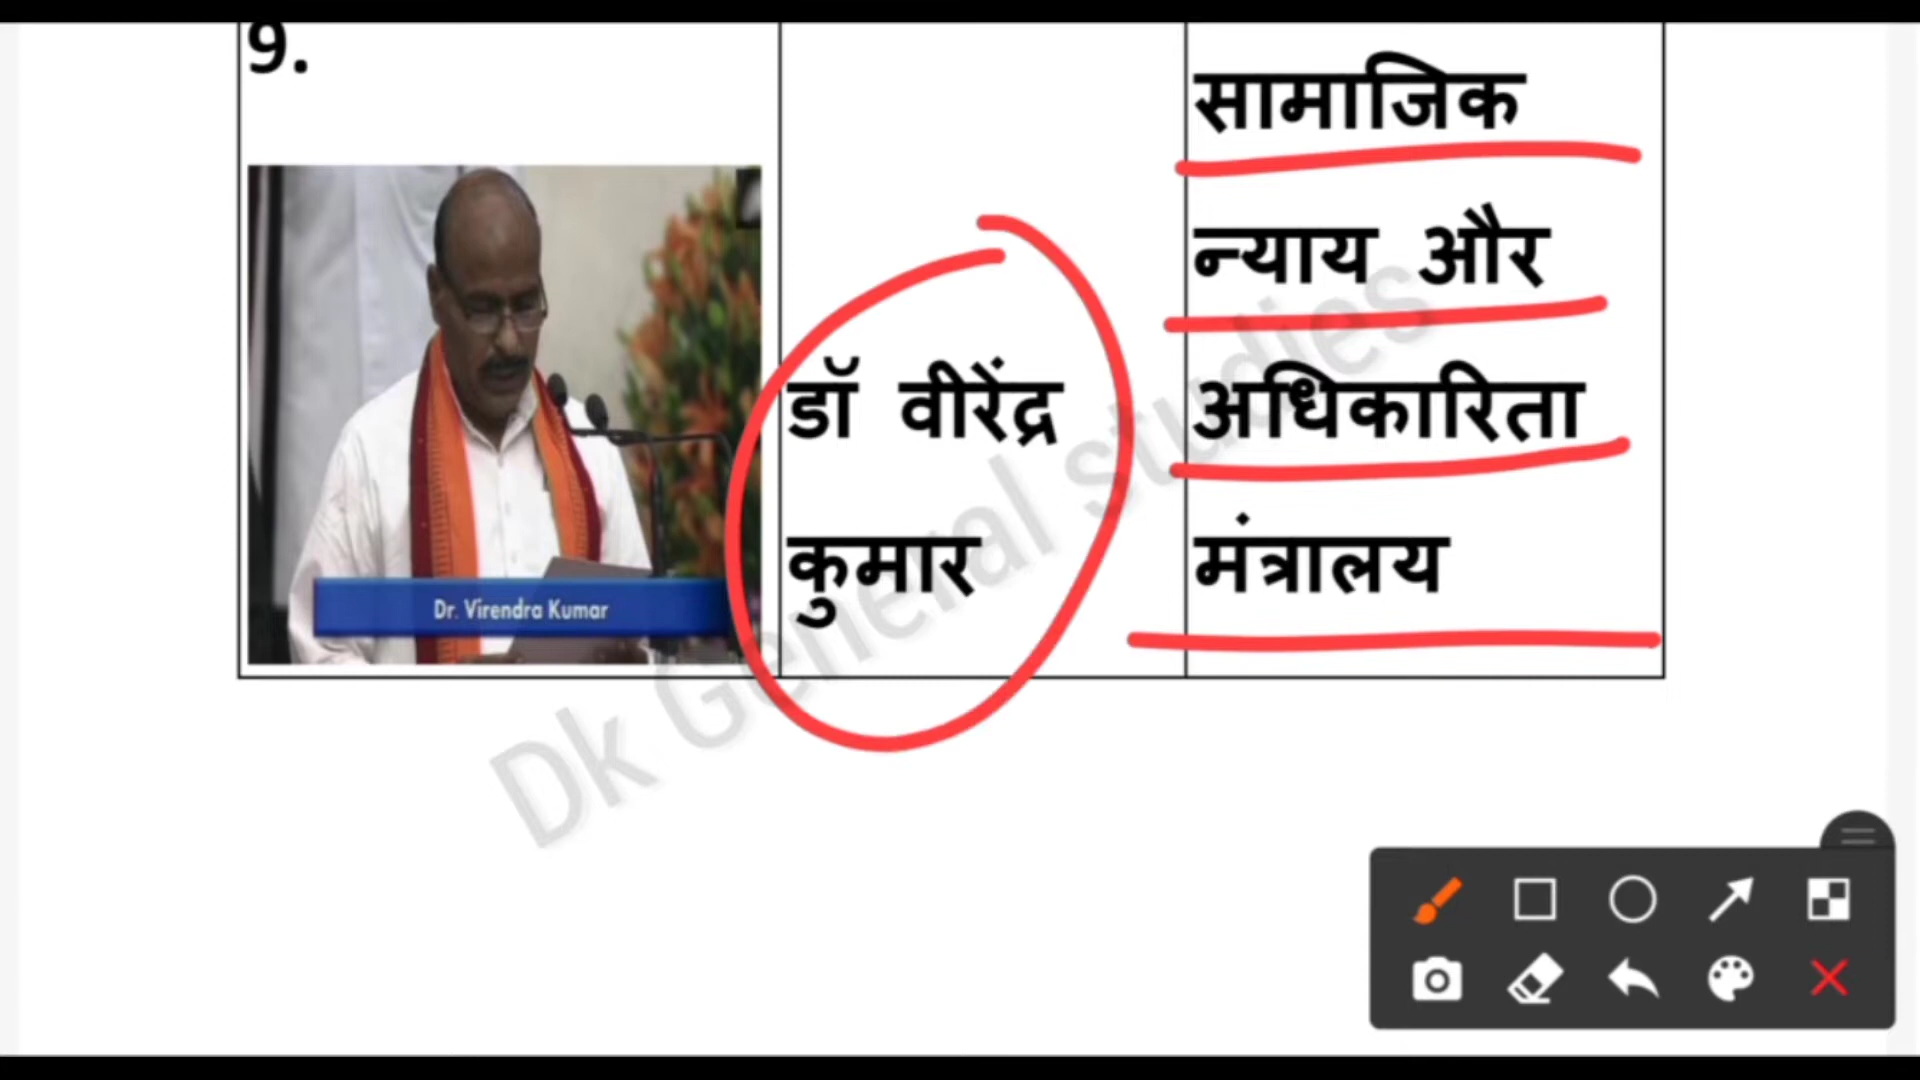 9.
सामाजिक
न्याय और
अधिकारिता
मंत्रालय
डॉ वीरेंद्र
कुमार
Dr. Virendra Kumar
Dk General studies